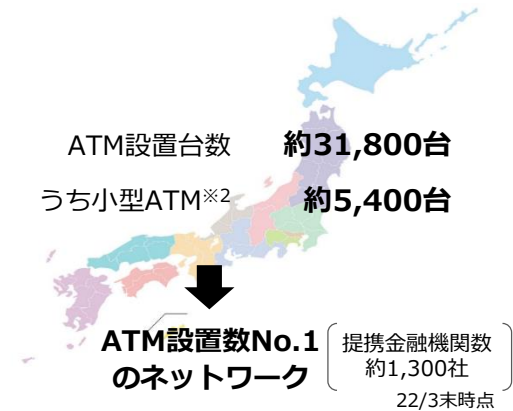 ATM設置台数 約31,800台
うち小型ATM※2 約5,400台
ATM設置数No.1
のネットワーク
提携金融機関数
約1,300社
22/3末時点